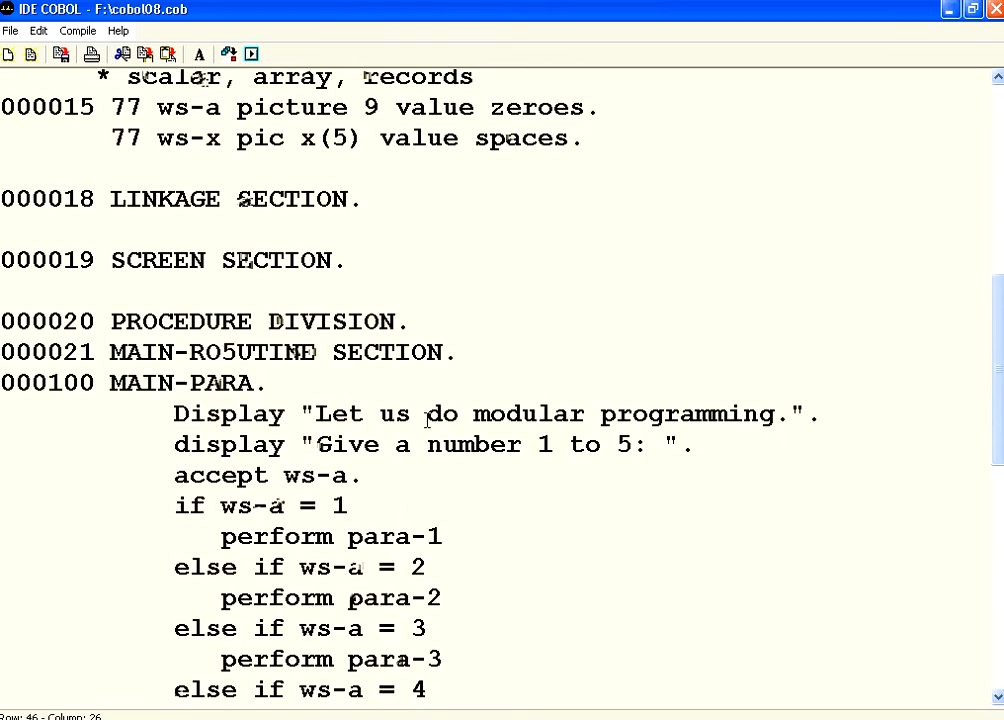 IDE COBOL - F:\cobol08.cob
File Edit Compile Help
* scalar, array, records
000015 77 ws-a picture 9 value zeroes.
77 ws-x pic x(5) value spaces.
000018 LINKAGE SECTION.
000019 SCREEN SECTION.
000020 PROCEDURE DIVISION.
000021 MAIN-RO5UTINE SECTION.
000100 MAIN-PARA.
Display "Let us do modular programming.".
display "Give a number 1 to 5: ".
accept ws-a.
if ws-a = 1
perform para-1
else if ws-a = 2
perform para-2
else if ws-a = 3
perform para-3
else if ws-a = 4
Row: 46 - Column: 26